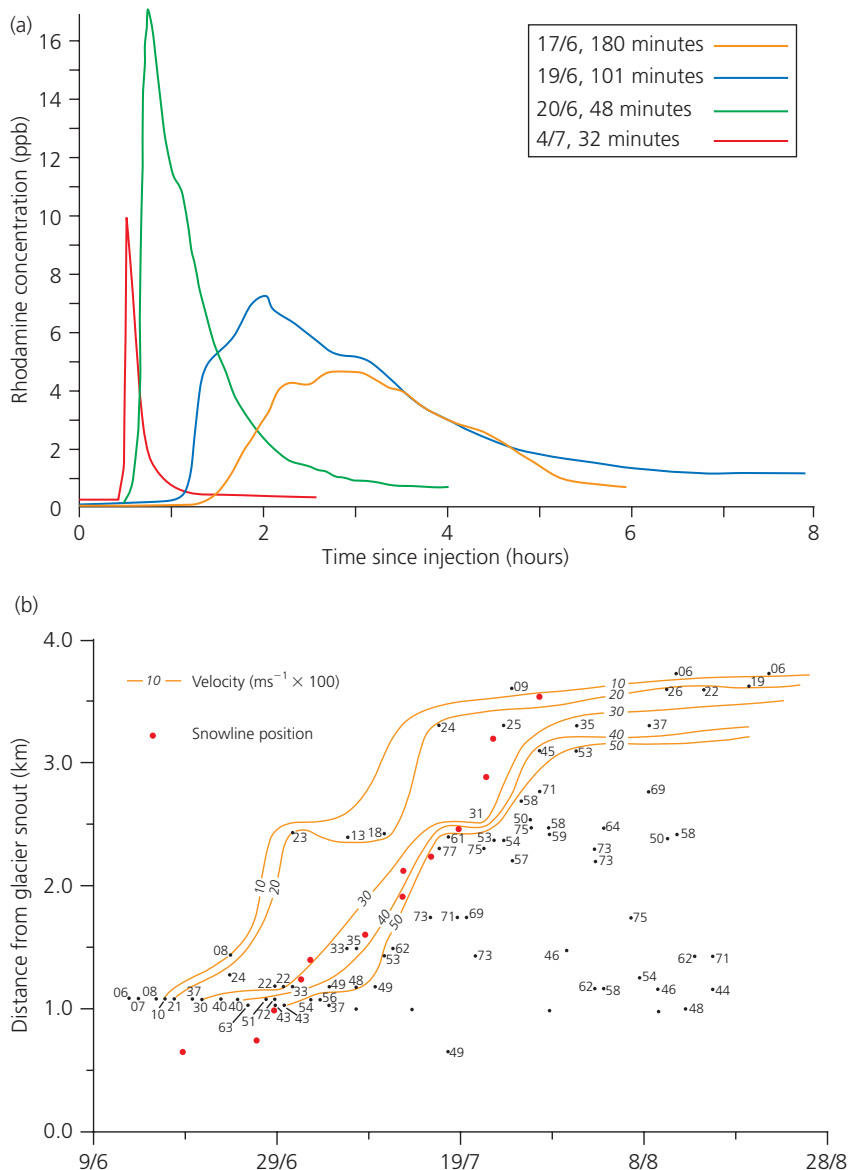 (a)
17/6, 180 minutes
19/6, 101 minutes
20/6, 48 minutes
4/7, 32 minutes
16
14
12
10
8
6
4
2
0
Rhodamine concentration (ppb)
0 2 4 6 8
Time since injection (hours)
(b)
4.0
3.0
2.0
1.0
0.0
Distance from glacier snout (km)
10 Velocity (ms⁻¹ × 100)
Snowline position
06 06
09 10 26 22 19
20
24 25 35 30 37
40
45 53 50
71 69
58
31 50
75 58 64
23 13 18 61 53 54 59 50 58
77 75 57 73
73
10 20 30 40 50
73 71 69 75
08 33 35 62 53 73 46 62 71
24 54
22 22 33 49 48 49 62 58 46 44
06 07 08 10 21 37 30 40 40 63 51 72 43 43 54 56 37 48
49
9/6 29/6 19/7 8/8 28/8